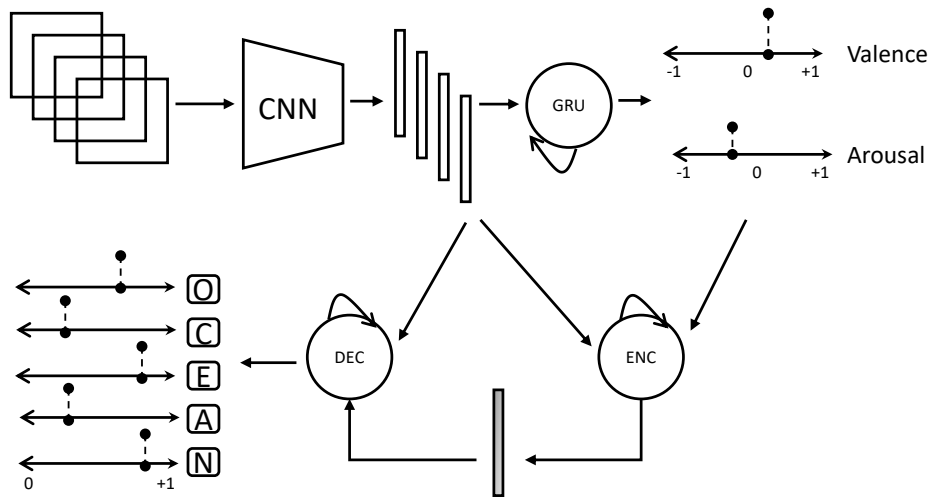 CNN
GRU
-1 0 +1
Valence
-1 0 +1
Arousal
O
C
E
A
N
0 +1
DEC
ENC